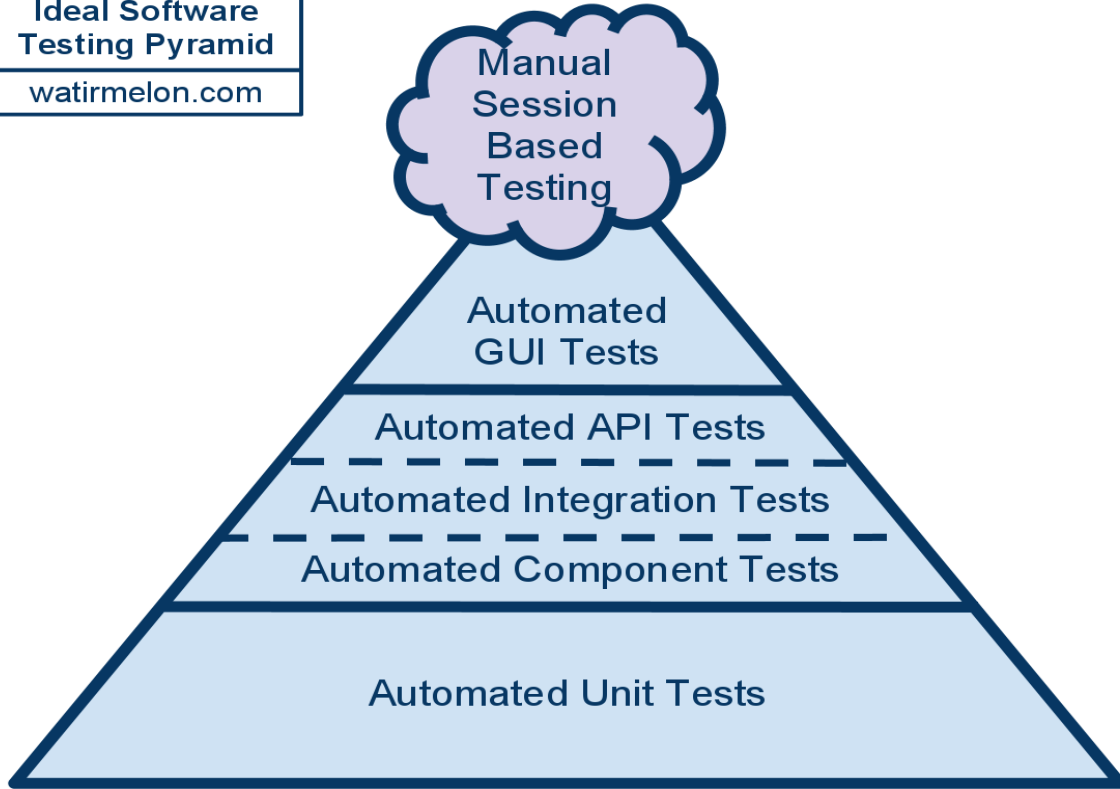 Ideal Software
Testing Pyramid
watirmelon.com
Manual
Session
Based
Testing
Automated
GUI Tests
Automated API Tests
Automated Integration Tests
Automated Component Tests
Automated Unit Tests